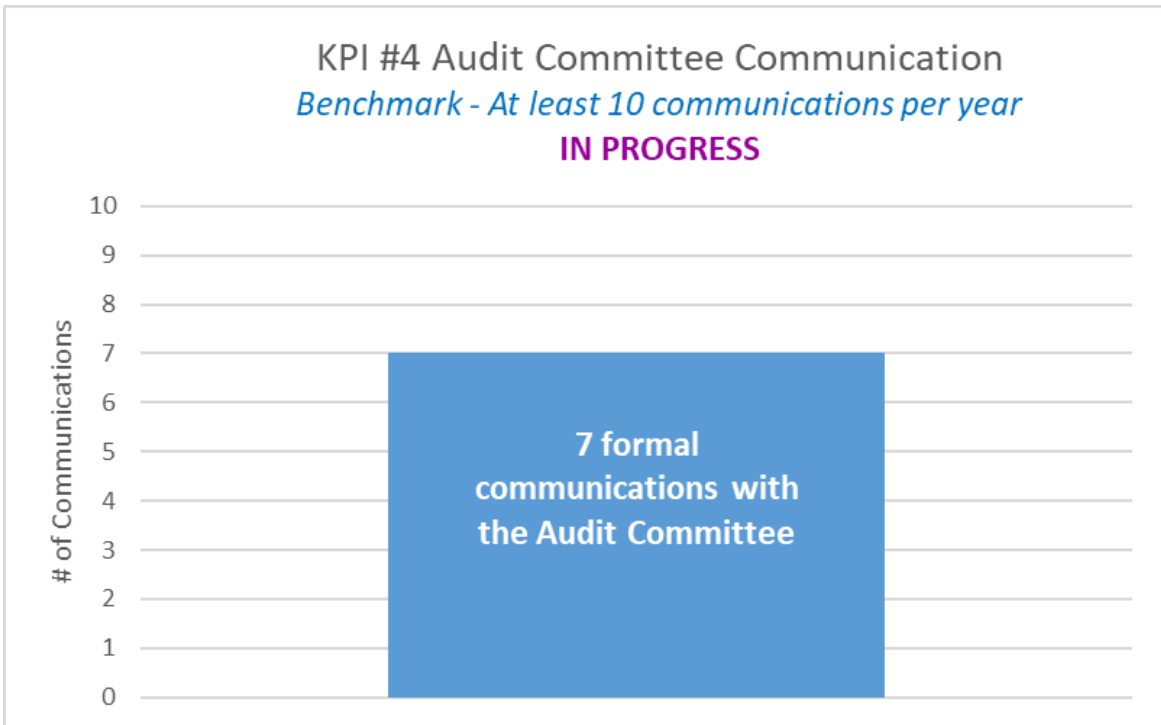 KPI #4 Audit Committee Communication
Benchmark - At least 10 communications per year
IN PROGRESS
# of Communications
10
9
8
7
6
5
4
3
2
1
0
7 formal
communications with
the Audit Committee